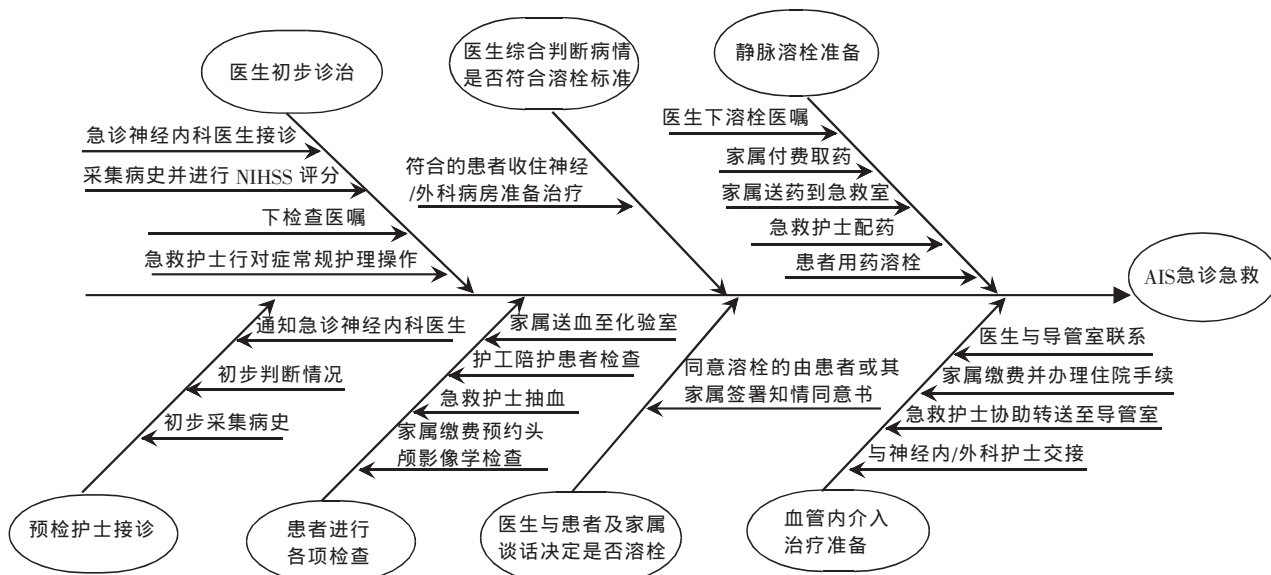 医生初步诊治
医生综合判断病情
是否符合溶栓标准
静脉溶栓准备
急诊神经内科医生接诊
采集病史并进行 NIHSS 评分
下检查医嘱
急救护士行对症常规护理操作
符合的患者收住神经
/外科病房准备治疗
医生下溶栓医嘱
家属付费取药
家属送药到急救室
急救护士配药
患者用药溶栓
AIS急诊急救
通知急诊神经内科医生
初步判断情况
初步采集病史
家属送血至化验室
护工陪护患者检查
急救护士抽血
家属缴费预约头
颅影像学检查
同意溶栓的由患者或其
家属签署知情同意书
医生与导管室联系
家属缴费并办理住院手续
急救护士协助转送至导管室
与神经内/外科护士交接
预检护士接诊
患者进行
各项检查
医生与患者及家属
谈话决定是否溶栓
血管内介入
治疗准备